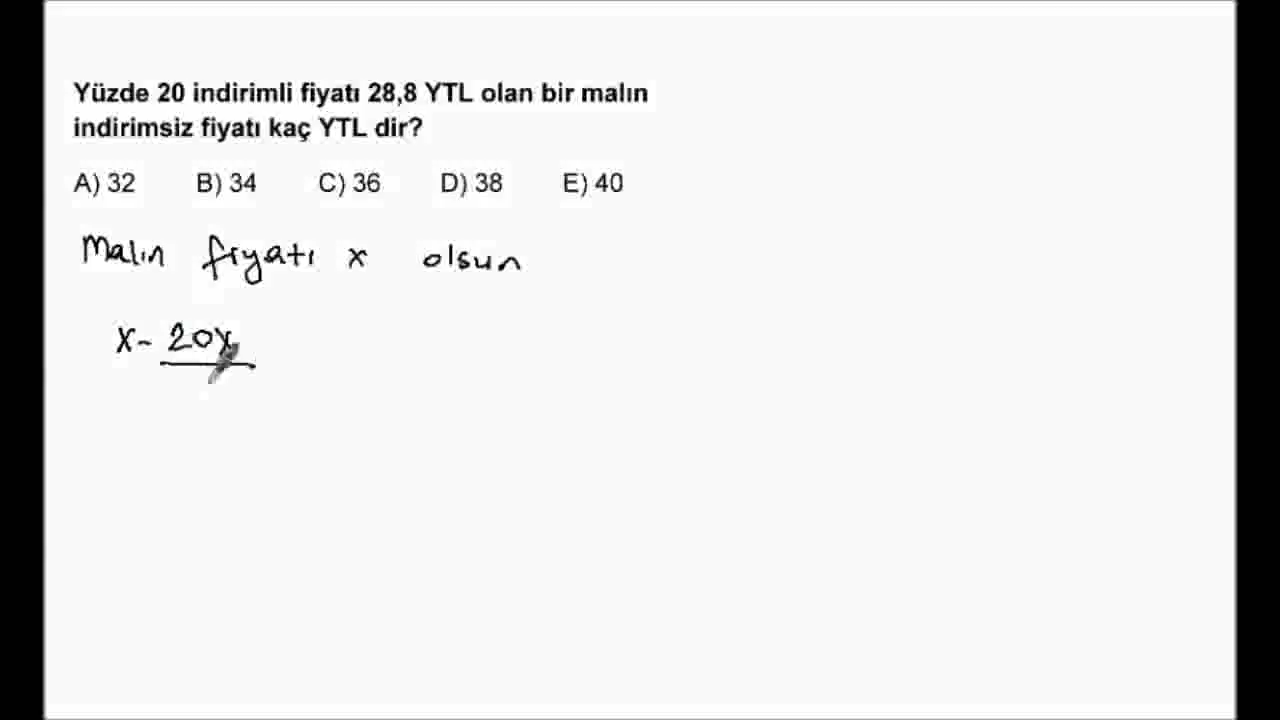 Yüzde 20 indirimli fiyatı 28,8 YTL olan bir malın
indirimsiz fiyatı kaç YTL dir?
A) 32 B) 34 C) 36 D) 38 E) 40
Malın fiyatı x olsun
x - 20x